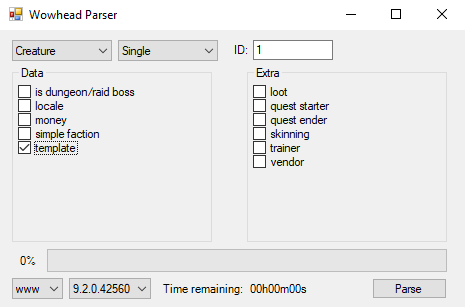 Wowhead Parser
Creature Single ID: 1
Data Extra
is dungeon/raid boss loot
locale quest starter
money quest ender
simple faction skinning
template trainer
vendor
0%
www 9.2.0.42560 Time remaining: 00h00m00s Parse